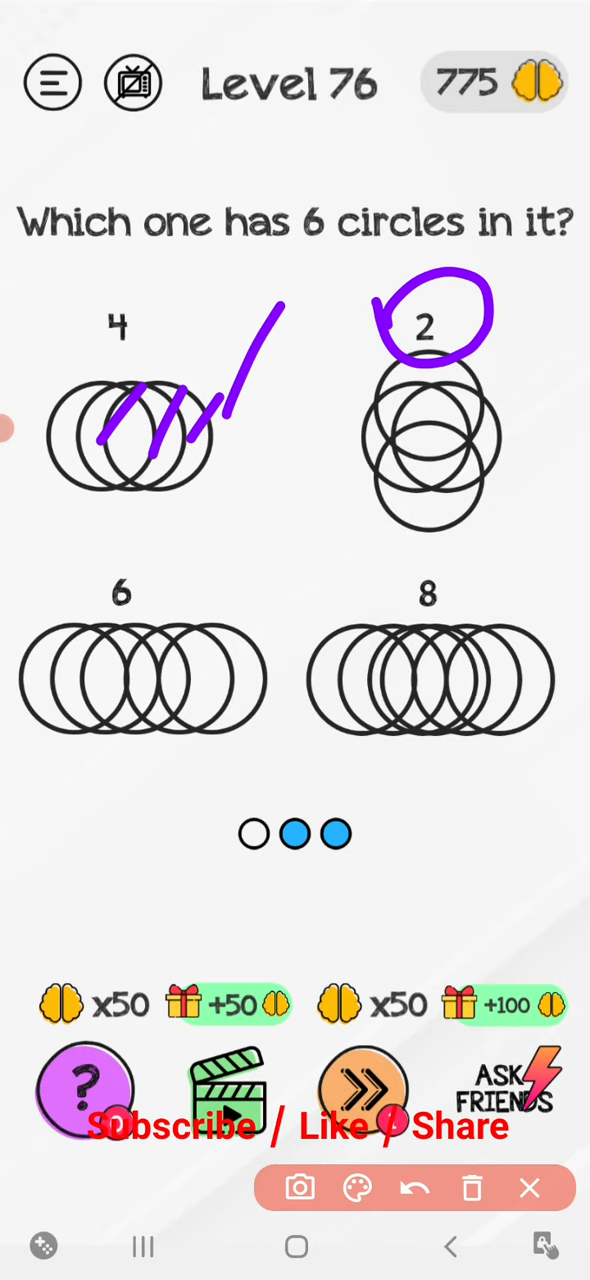 Level 76
775
Which one has 6 circles in it?
4
2
6
8
x50
+50
x50
+100
?
ASK
FRIENDS
Subscribe / Like / Share